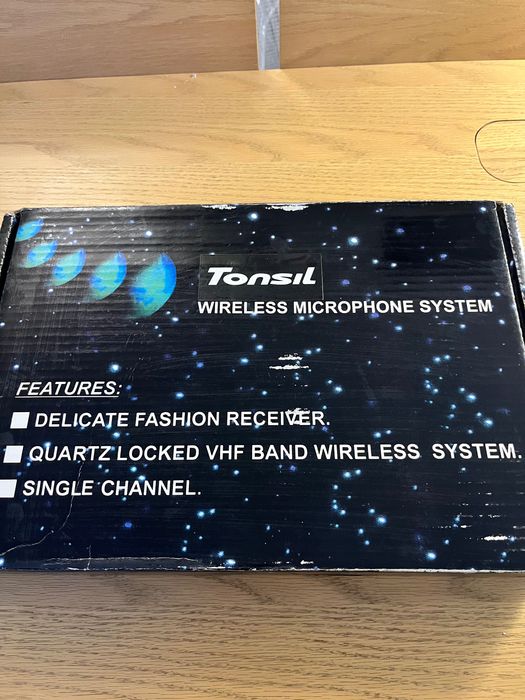 Tonsil
WIRELESS MICROPHONE SYSTEM
FEATURES:
DELICATE FASHION RECEIVER.
QUARTZ LOCKED VHF BAND WIRELESS SYSTEM.
SINGLE CHANNEL.